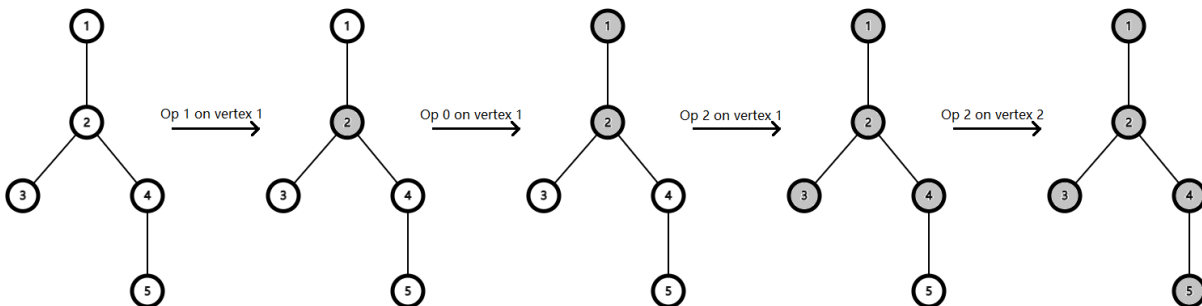 1 1 1 1 1
2 Op 1 on vertex 1 2 Op 0 on vertex 1 2 Op 2 on vertex 1 2 Op 2 on vertex 2 2
3 4 3 4 3 4 3 4 3 4
5 5 5 5 5